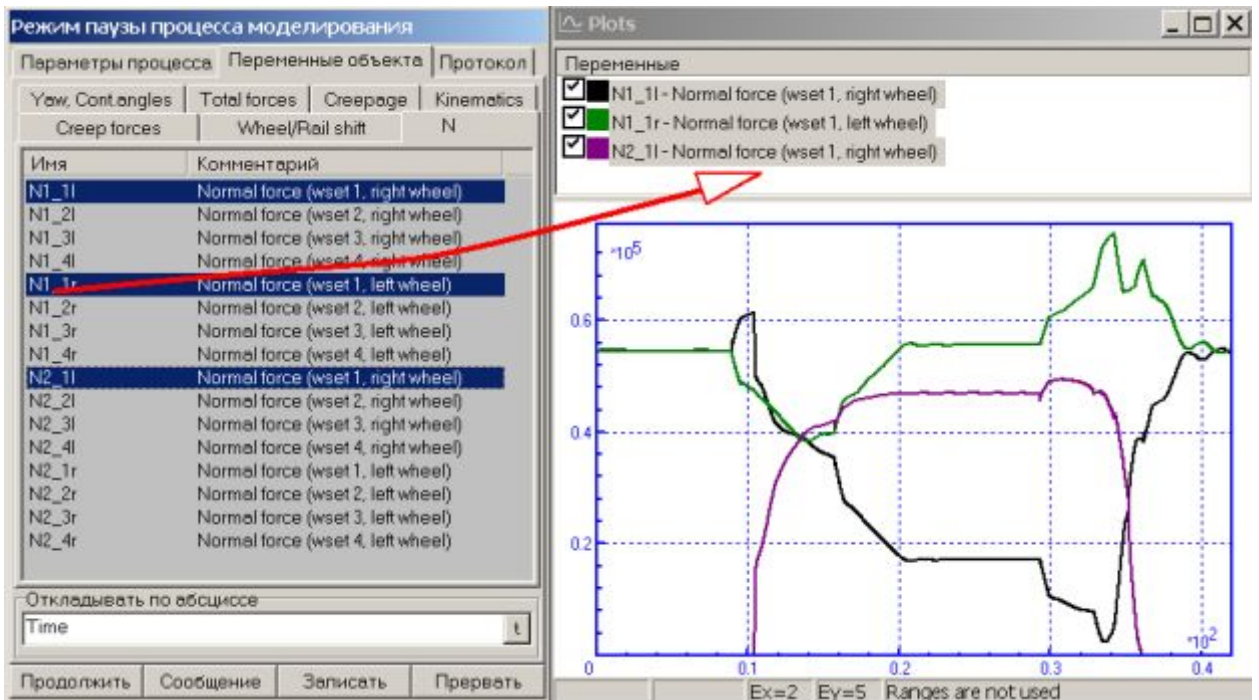 Режим паузы процесса моделирования
Параметры процесса Переменные объекта Протокол
Yaw, Cont.angles Total forces Creepage Kinematics
Creep forces Wheel/Rail shift N
Имя Комментарий
N1_1l Normal force (wset 1, right wheel)
N1_2l Normal force (wset 2, right wheel)
N1_3l Normal force (wset 3, right wheel)
N1_4l Normal force (wset 4, right wheel)
N1_1r Normal force (wset 1, left wheel)
N1_2r Normal force (wset 2, left wheel)
N1_3r Normal force (wset 3, left wheel)
N1_4r Normal force (wset 4, left wheel)
N2_1l Normal force (wset 1, right wheel)
N2_2l Normal force (wset 2, right wheel)
N2_3l Normal force (wset 3, right wheel)
N2_4l Normal force (wset 4, right wheel)
N2_1r Normal force (wset 1, left wheel)
N2_2r Normal force (wset 2, left wheel)
N2_3r Normal force (wset 3, left wheel)
N2_4r Normal force (wset 4, left wheel)
Откладывать по абсциссе
Time t
Продолжить Сообщение Записать Прервать
Plots
Переменные
N1_1l - Normal force (wset 1, right wheel)
N1_1r - Normal force (wset 1, left wheel)
N2_1l - Normal force (wset 1, right wheel)
*10^5
0.6
0.4
0.2
*10^2
0 0.1 0.2 0.3 0.4
Ex=2 Ey=5 Ranges are not used